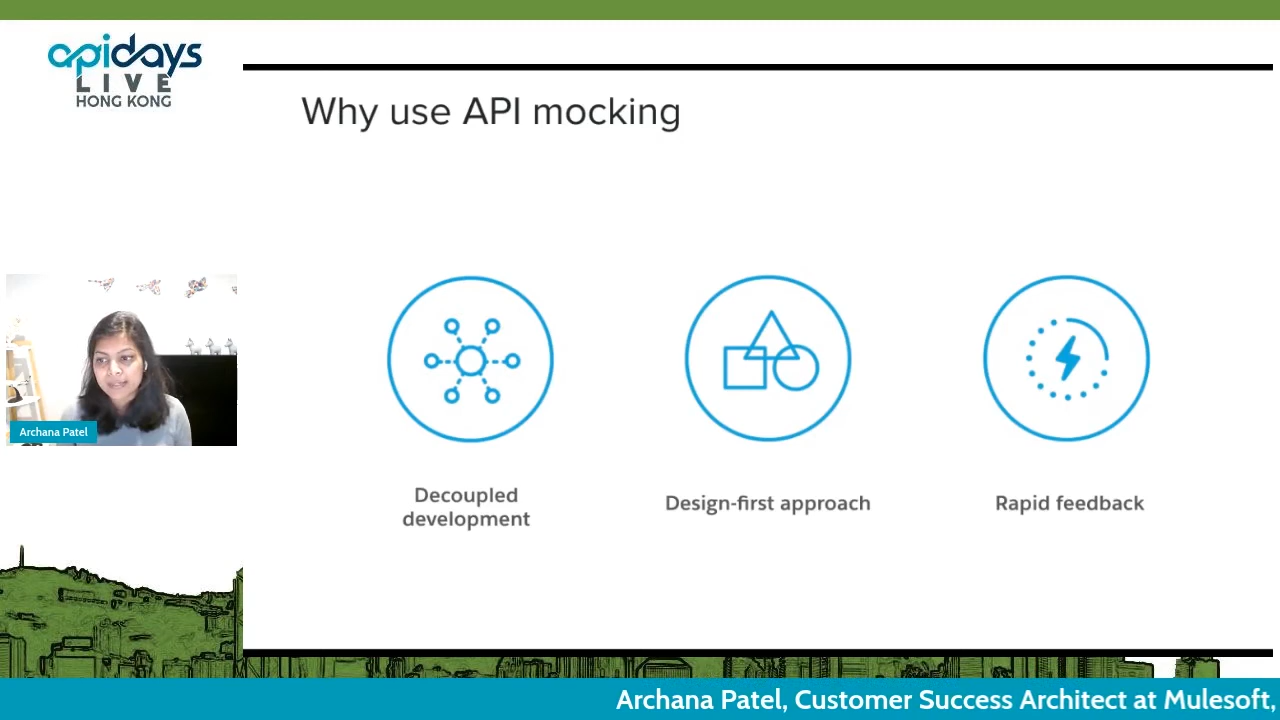 apidays
LIVE
HONG KONG
Why use API mocking
Archana Patel
Decoupled
development
Design-first approach
Rapid feedback
Archana Patel, Customer Success Architect at Mulesoft,